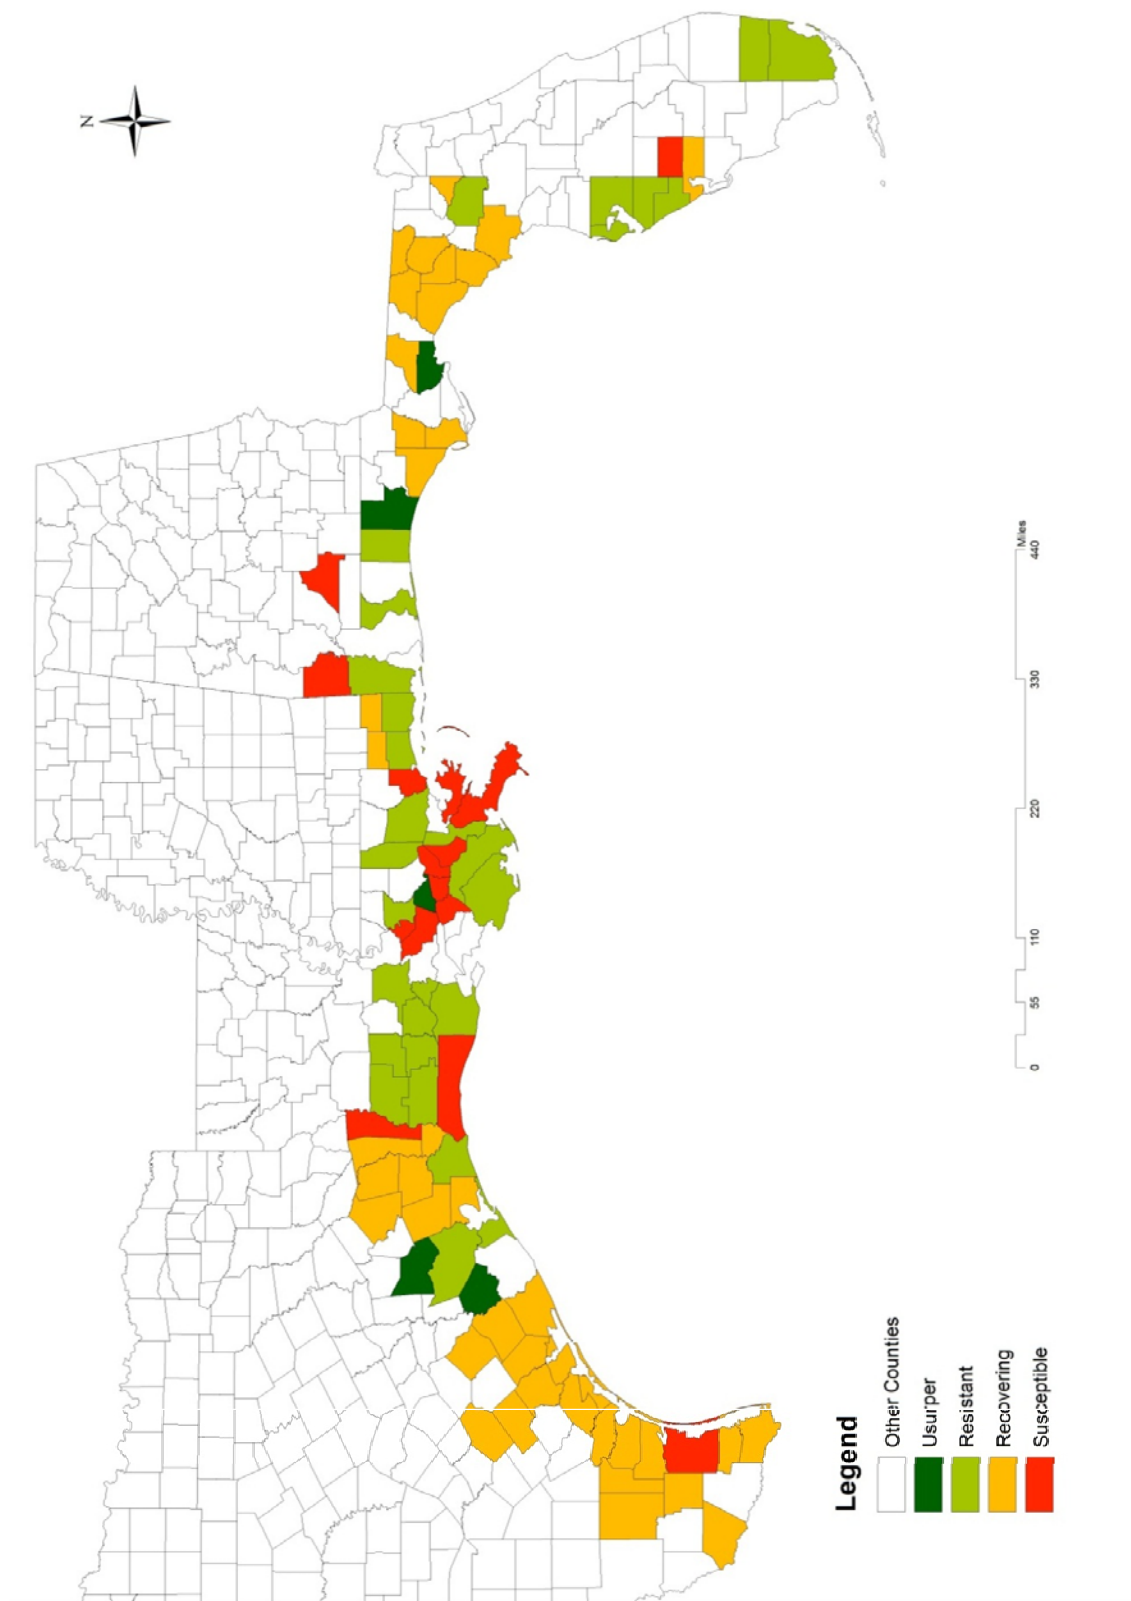 N
Miles
0 55 110 220 330 440
Legend
Other Counties
Usurper
Resistant
Recovering
Susceptible